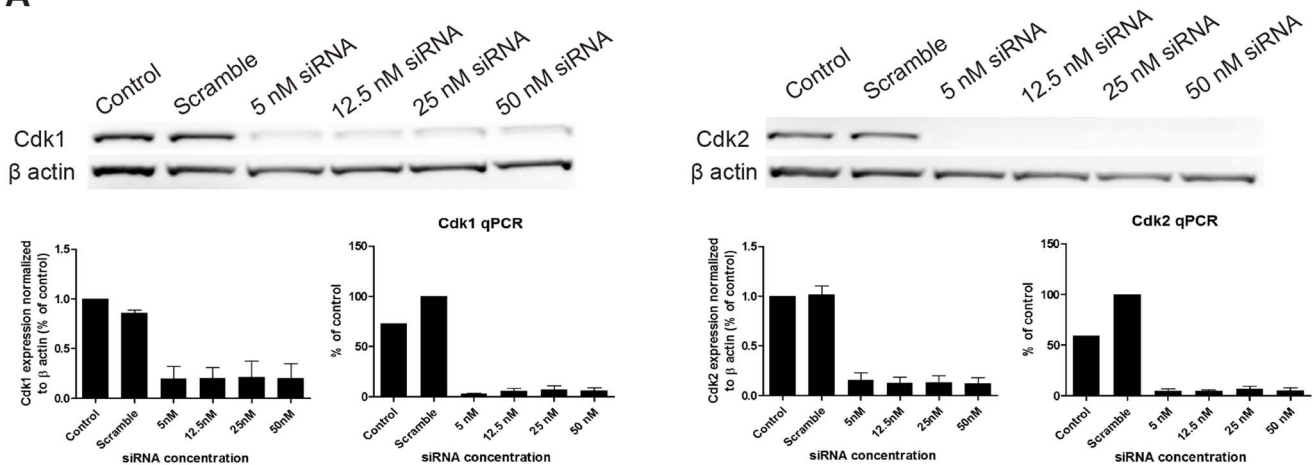 A
Control
Scramble
5 nM siRNA
12.5 nM siRNA
25 nM siRNA
50 nM siRNA
Cdk1
β actin
Control
Scramble
5 nM siRNA
12.5 nM siRNA
25 nM siRNA
50 nM siRNA
Cdk2
β actin
Cdk1 expression normalized
to β actin (% of control)
1.5
1.0
0.5
0.0
Control
Scramble
5nM
12.5nM
25nM
50nM
siRNA concentration
Cdk1 qPCR
% of control
150
100
50
0
Control
Scramble
5 nM
12.5 nM
25 nM
50 nM
siRNA concentration
Cdk2 expression normalized
to β actin (% of control)
1.5
1.0
0.5
0.0
Control
Scramble
5nM
12.5nM
25nM
50nM
siRNA concentration
Cdk2 qPCR
% of control
150
100
50
0
Control
Scramble
5 nM
12.5 nM
25 nM
50 nM
siRNA concentration